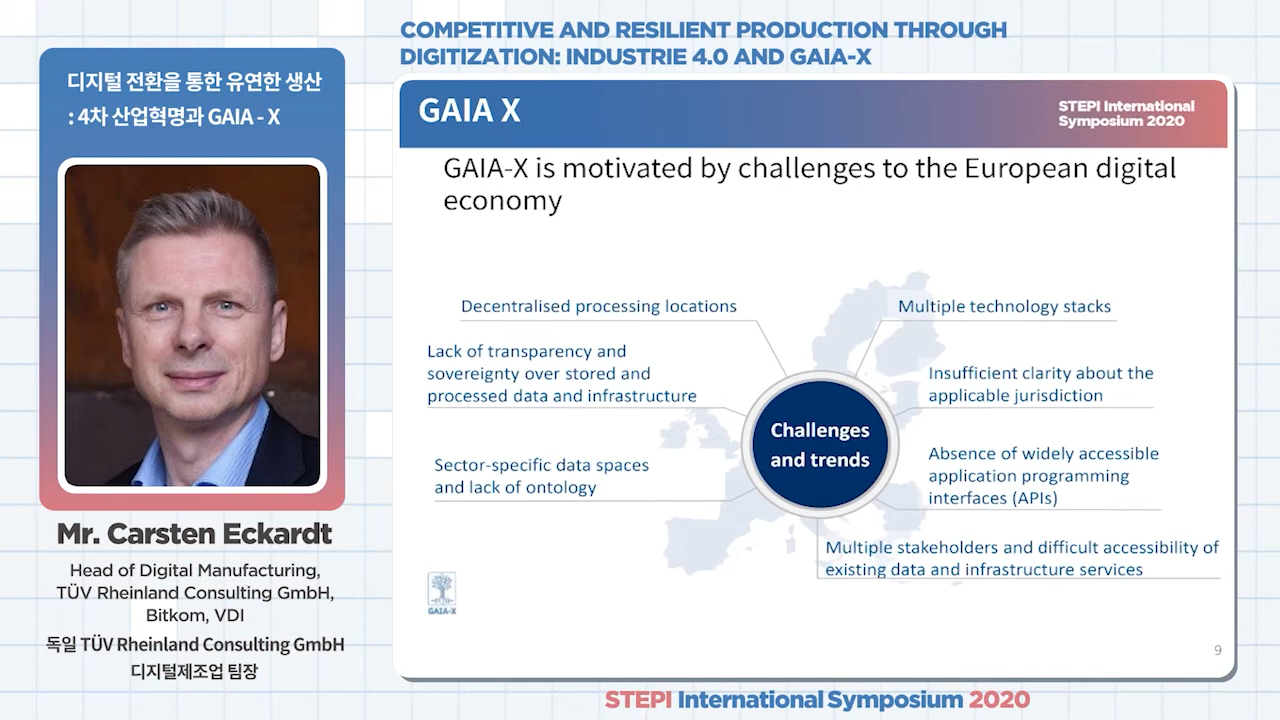 COMPETITIVE AND RESILIENT PRODUCTION THROUGH
DIGITIZATION: INDUSTRIE 4.0 AND GAIA-X
디지털 전환을 통한 유연한 생산
: 4차 산업혁명과 GAIA - X
Mr. Carsten Eckardt
Head of Digital Manufacturing,
TÜV Rheinland Consulting GmbH,
Bitkom, VDI
독일 TÜV Rheinland Consulting GmbH
디지털제조업 팀장
GAIA X
STEPI International
Symposium 2020
GAIA-X is motivated by challenges to the European digital
economy
Decentralised processing locations
Lack of transparency and
sovereignty over stored and
processed data and infrastructure
Sector-specific data spaces
and lack of ontology
Challenges
and trends
Multiple technology stacks
Insufficient clarity about the
applicable jurisdiction
Absence of widely accessible
application programming
interfaces (APIs)
Multiple stakeholders and difficult accessibility of
existing data and infrastructure services
GAIA-X
9
STEPI International Symposium 2020